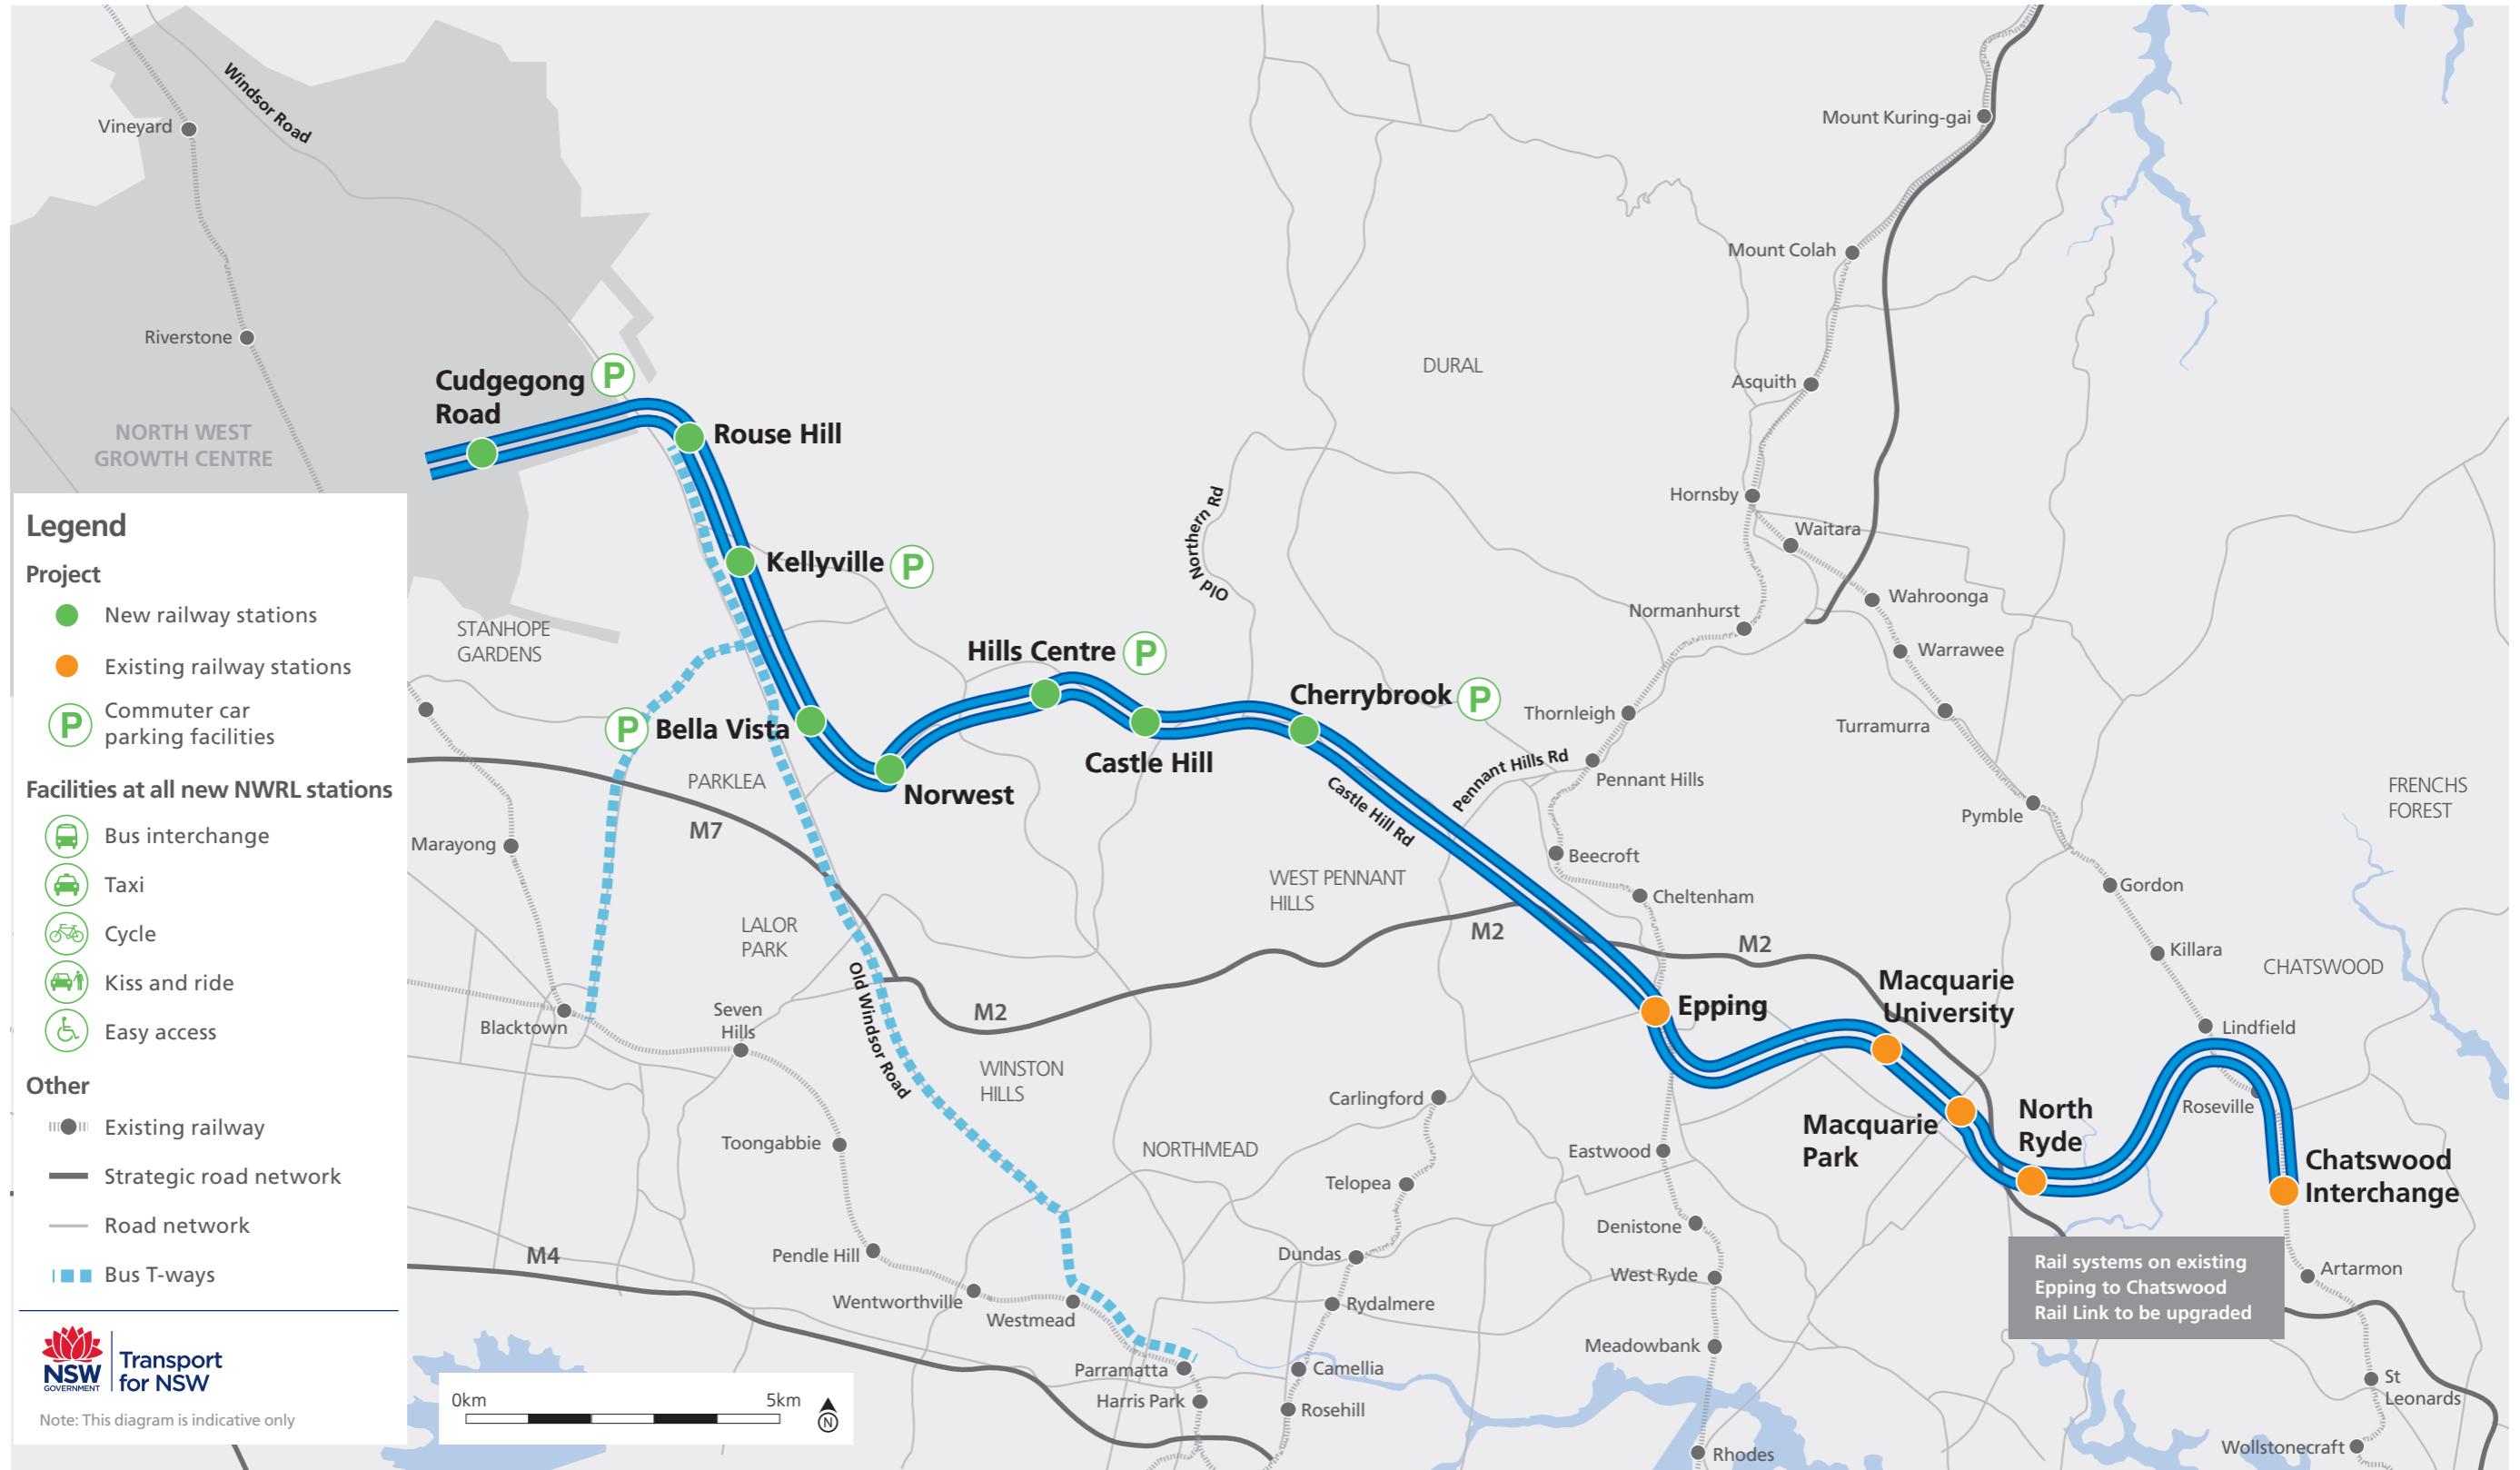 Windsor Road
Vineyard
Riverstone
NORTH WEST
GROWTH CENTRE
Cudgegong
Road
P
Rouse Hill
Kellyville
P
STANHOPE
GARDENS
P
Bella Vista
PARKLEA
M7
Norwest
Hills Centre
P
Castle Hill
Cherrybrook
P
Castle Hill Rd
Pennant Hills Rd
Old Northern Rd
DURAL
Mount Kuring-gai
Mount Colah
Asquith
Hornsby
Waitara
Normanhurst
Wahroonga
Warrawee
Thornleigh
Turramurra
Pennant Hills
Pymble
FRENCHS
FOREST
Beecroft
Cheltenham
Gordon
Killara
CHATSWOOD
Lindfield
Roseville
WEST PENNANT
HILLS
M2
M2
M2
Marayong
LALOR
PARK
Old Windsor Road
Blacktown
Seven
Hills
WINSTON
HILLS
Toongabbie
NORTHMEAD
Pendle Hill
Wentworthville
Westmead
Parramatta
Harris Park
M4
Carlingford
Telopea
Dundas
Rydalmere
Camellia
Rosehill
Epping
Macquarie
University
Macquarie
Park
North
Ryde
Chatswood
Interchange
Eastwood
Denistone
West Ryde
Meadowbank
Rhodes
Rail systems on existing
Epping to Chatswood
Rail Link to be upgraded
Artarmon
St
Leonards
Wollstonecraft
Legend
Project
New railway stations
Existing railway stations
P
Commuter car
parking facilities
Facilities at all new NWRL stations
Bus interchange
Taxi
Cycle
Kiss and ride
Easy access
Other
Existing railway
Strategic road network
Road network
Bus T-ways
NSW
GOVERNMENT
Transport
for NSW
Note: This diagram is indicative only
0km
5km
N